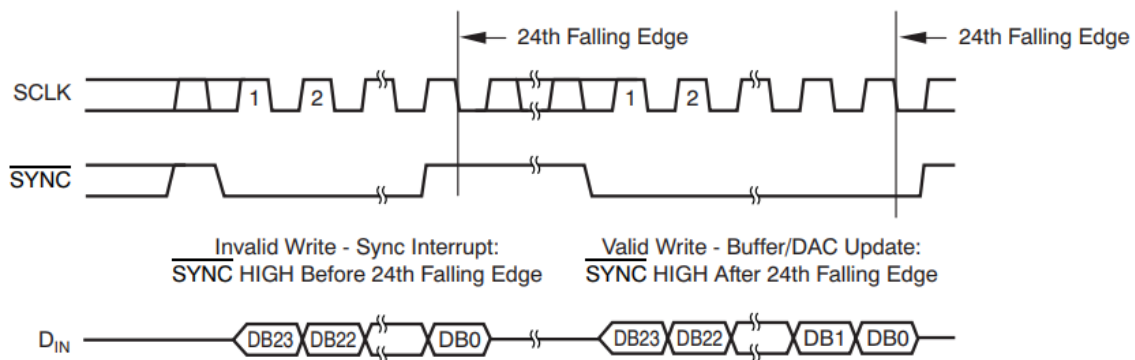 24th Falling Edge 24th Falling Edge
SCLK 1 2 1 2
SYNC
Invalid Write - Sync Interrupt: Valid Write - Buffer/DAC Update:
SYNC HIGH Before 24th Falling Edge SYNC HIGH After 24th Falling Edge
DIN DB23 DB22 DB0 DB23 DB22 DB1 DB0